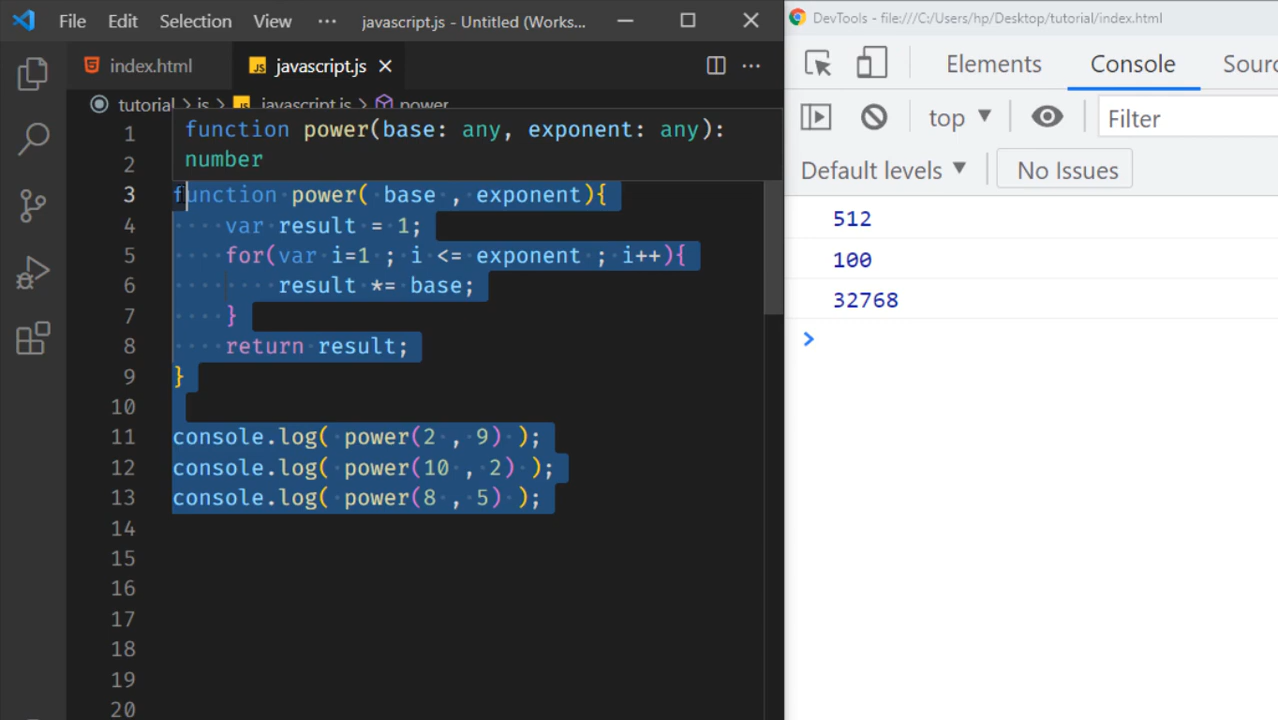 File Edit Selection View ··· javascript.js - Untitled (Works...
index.html javascript.js
tutorial > js > javascript.js > power
function power(base: any, exponent: any):
number
1
2
3 function power( base , exponent){
4 var result = 1;
5 for(var i=1 ; i <= exponent ; i++){
6 result *= base;
7 }
8 return result;
9 }
10
11 console.log( power(2 , 9) );
12 console.log( power(10 , 2) );
13 console.log( power(8 , 5) );
14
15
16
17
18
19
20
DevTools - file:///C:/Users/hp/Desktop/tutorial/index.html
Elements Console Sourc
top Filter
Default levels No Issues
512
100
32768
>